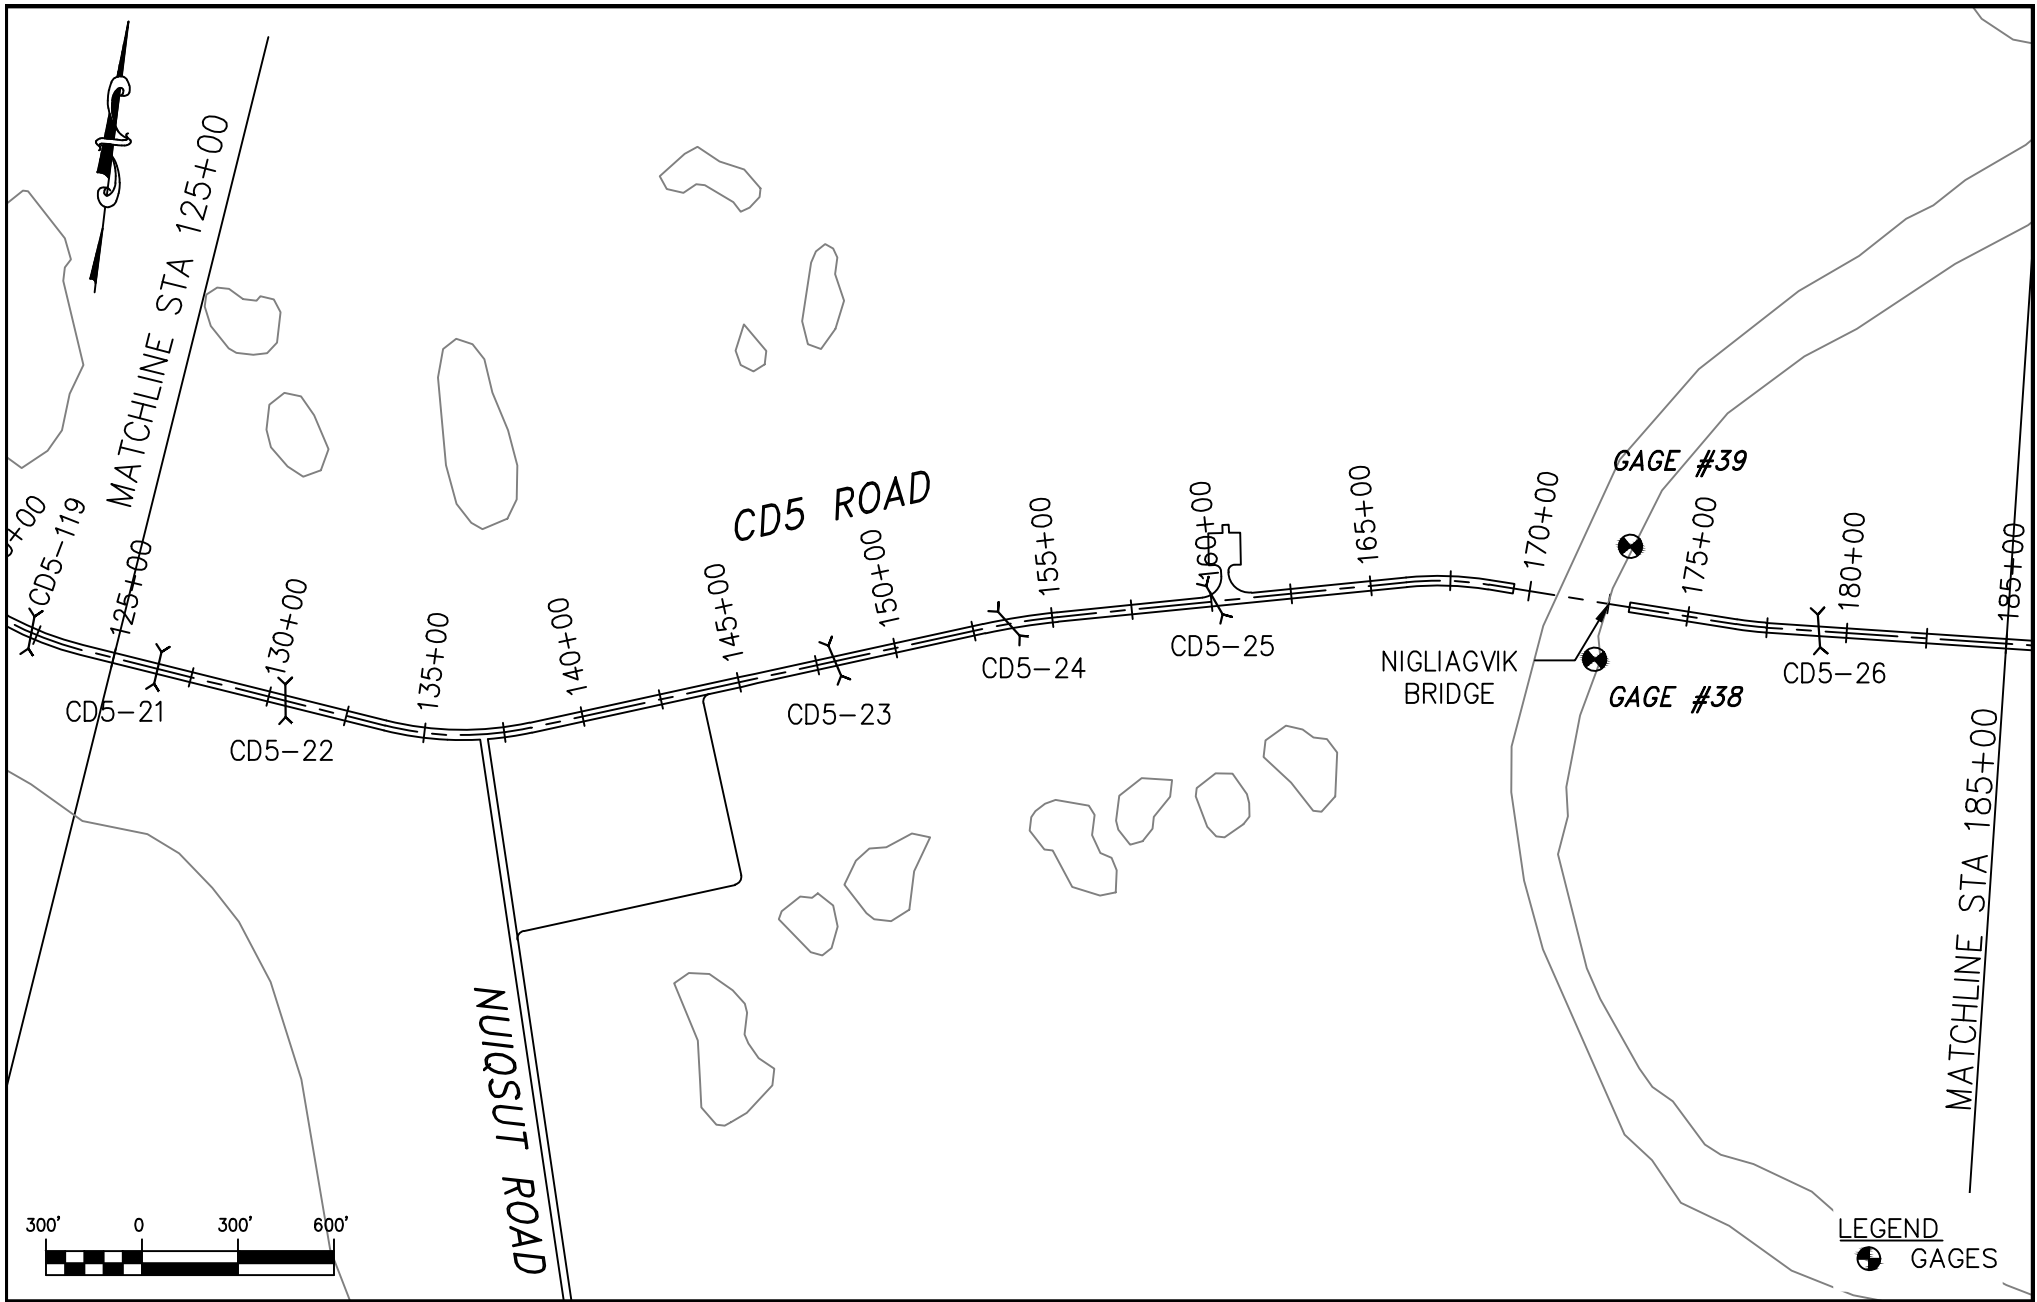 MATCHLINE STA 125+00
CD5-119
125+00
130+00
135+00
140+00
145+00
150+00
155+00
160+00
165+00
170+00
175+00
180+00
185+00
CD5 ROAD
GAGE #39
CD5-21
CD5-22
CD5-23
CD5-24
CD5-25
CD5-26
NIGLIAGVIK
BRIDGE
GAGE #38
MATCHLINE STA 185+00
NUIQSUT ROAD
300' 0 300' 600'
LEGEND
GAGES